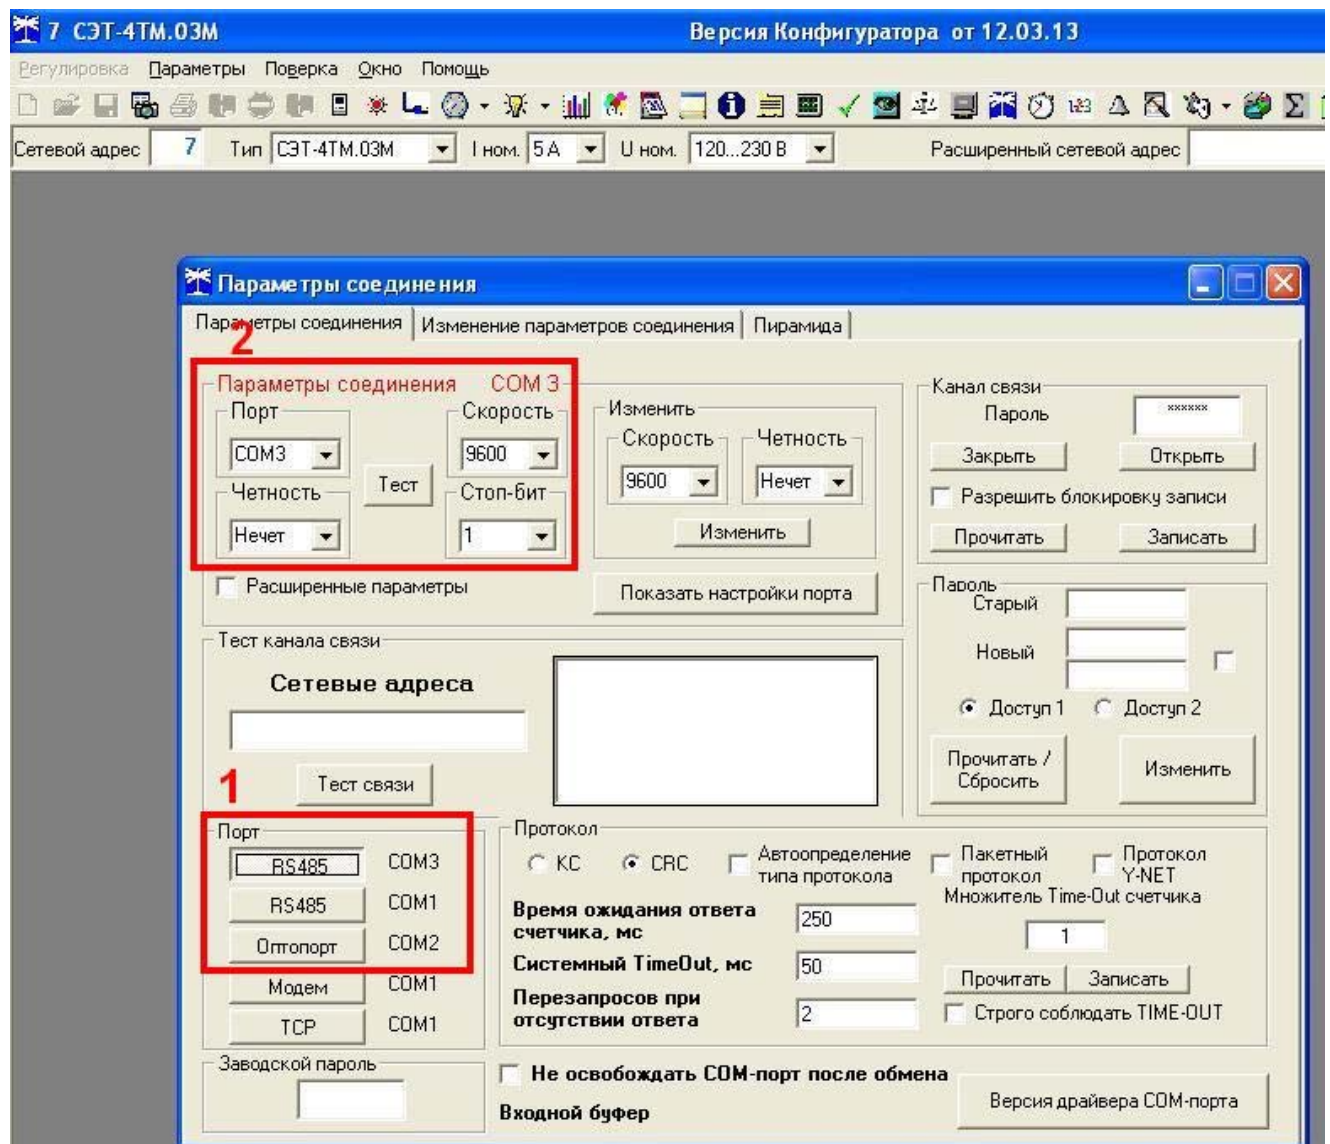 7 СЭТ-4ТМ.03М Версия Конфигуратора от 12.03.13
Регулировка Параметры Поверка Окно Помощь
Сетевой адрес 7 Тип СЭТ-4ТМ.03М I ном. 5 А U ном. 120...230 В Расширенный сетевой адрес
Параметры соединения
Параметры соединения Изменение параметров соединения Пирамида
2
Параметры соединения COM 3
Порт Скорость
COM3 9600
Тест
Четность Стоп-бит
Нечет 1
Изменить
Скорость Четность
9600 Нечет
Изменить
Канал связи
Пароль ××××××
Закрыть Открыть
Разрешить блокировку записи
Прочитать Записать
Расширенные параметры
Показать настройки порта
Пароль
Старый
Новый
Доступ 1 Доступ 2
Прочитать /
Сбросить
Изменить
Тест канала связи
Сетевые адреса
Тест связи
1
Порт
RS485 COM3
RS485 COM1
Оптопорт COM2
Модем COM1
TCP COM1
Протокол
КС CRC
Автоопределение
типа протокола
Пакетный
протокол
Протокол
Y-NET
Множитель Time-Out счетчика
1
Время ожидания ответа
счетчика, мс 250
Системный TimeOut, мс 50
Прочитать Записать
Перезапросов при
отсутствии ответа 2
Строго соблюдать TIME-OUT
Заводской пароль
Не освобождать COM-порт после обмена
Входной буфер
Версия драйвера COM-порта